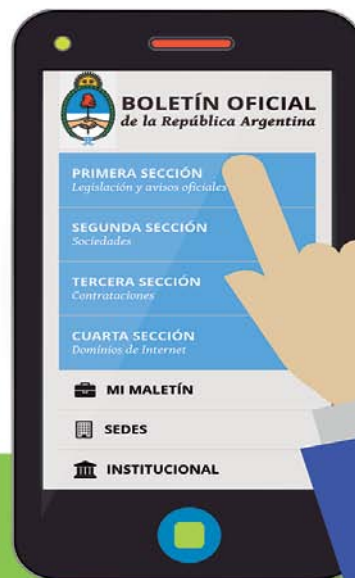 BOLETÍN OFICIAL
de la República Argentina
PRIMERA SECCIÓN
Legislación y avisos oficiales
SEGUNDA SECCIÓN
Sociedades
TERCERA SECCIÓN
Contrataciones
CUARTA SECCIÓN
Dominios de Internet
MI MALETÍN
SEDES
INSTITUCIONAL